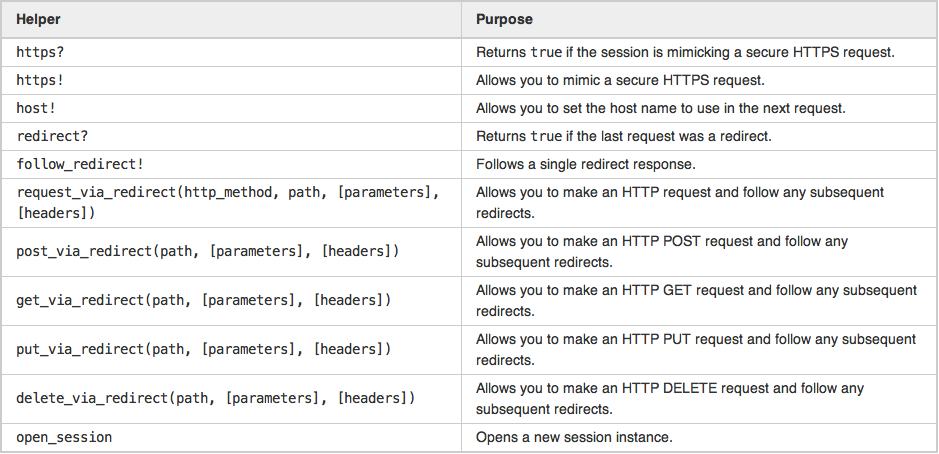 Helper Purpose
https? Returns true if the session is mimicking a secure HTTPS request.
https! Allows you to mimic a secure HTTPS request.
host! Allows you to set the host name to use in the next request.
redirect? Returns true if the last request was a redirect.
follow_redirect! Follows a single redirect response.
request_via_redirect(http_method, path, [parameters],
[headers])
Allows you to make an HTTP request and follow any subsequent
redirects.
post_via_redirect(path, [parameters], [headers])
Allows you to make an HTTP POST request and follow any
subsequent redirects.
get_via_redirect(path, [parameters], [headers])
Allows you to make an HTTP GET request and follow any subsequent
redirects.
put_via_redirect(path, [parameters], [headers])
Allows you to make an HTTP PUT request and follow any subsequent
redirects.
delete_via_redirect(path, [parameters], [headers])
Allows you to make an HTTP DELETE request and follow any
subsequent redirects.
open_session Opens a new session instance.